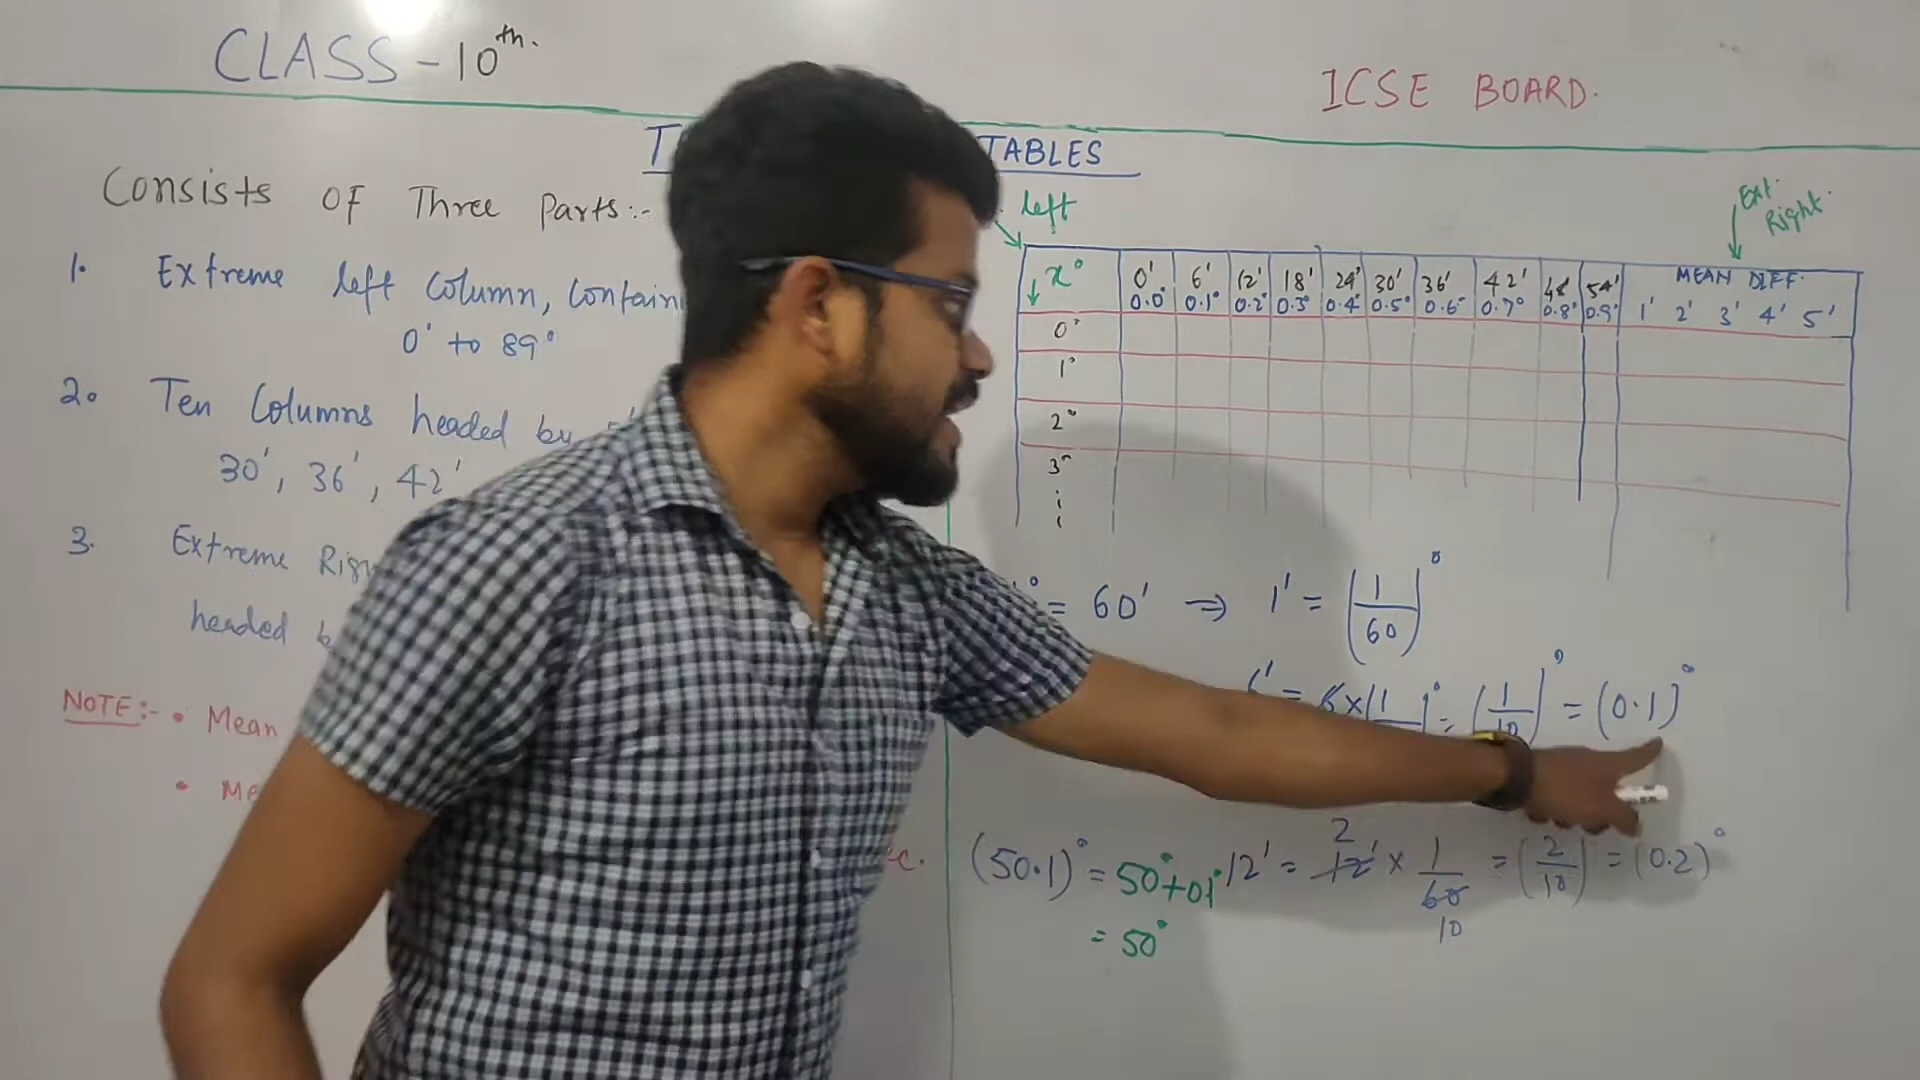 CLASS - 10th.
ICSE BOARD.
TABLES
Consists OF Three Parts:-
1. Extreme left Column,
0° to 89°
2. Ten Columns headed by
30', 36', 42'
3. Extreme
headed
NOTE:- • Mean
•
left
Ext. Right.
x° 0' 6' 12' 18' 24' 30' 36' 42' 48' 54' MEAN DIFF.
0.0° 0.1° 0.2° 0.3° 0.4° 0.5° 0.6° 0.7° 0.8° 0.9° 1' 2' 3' 4' 5'
0°
1°
2°
3°
= 60' ⇒ 1' = (1/60)°
6' = 6 × (1 = (1/10)° = (0.1)°
(50.1)° = 50° + 0.1°
= 50°
12' = 12' × 1/60 = (2/10) = (0.2)°
2
10